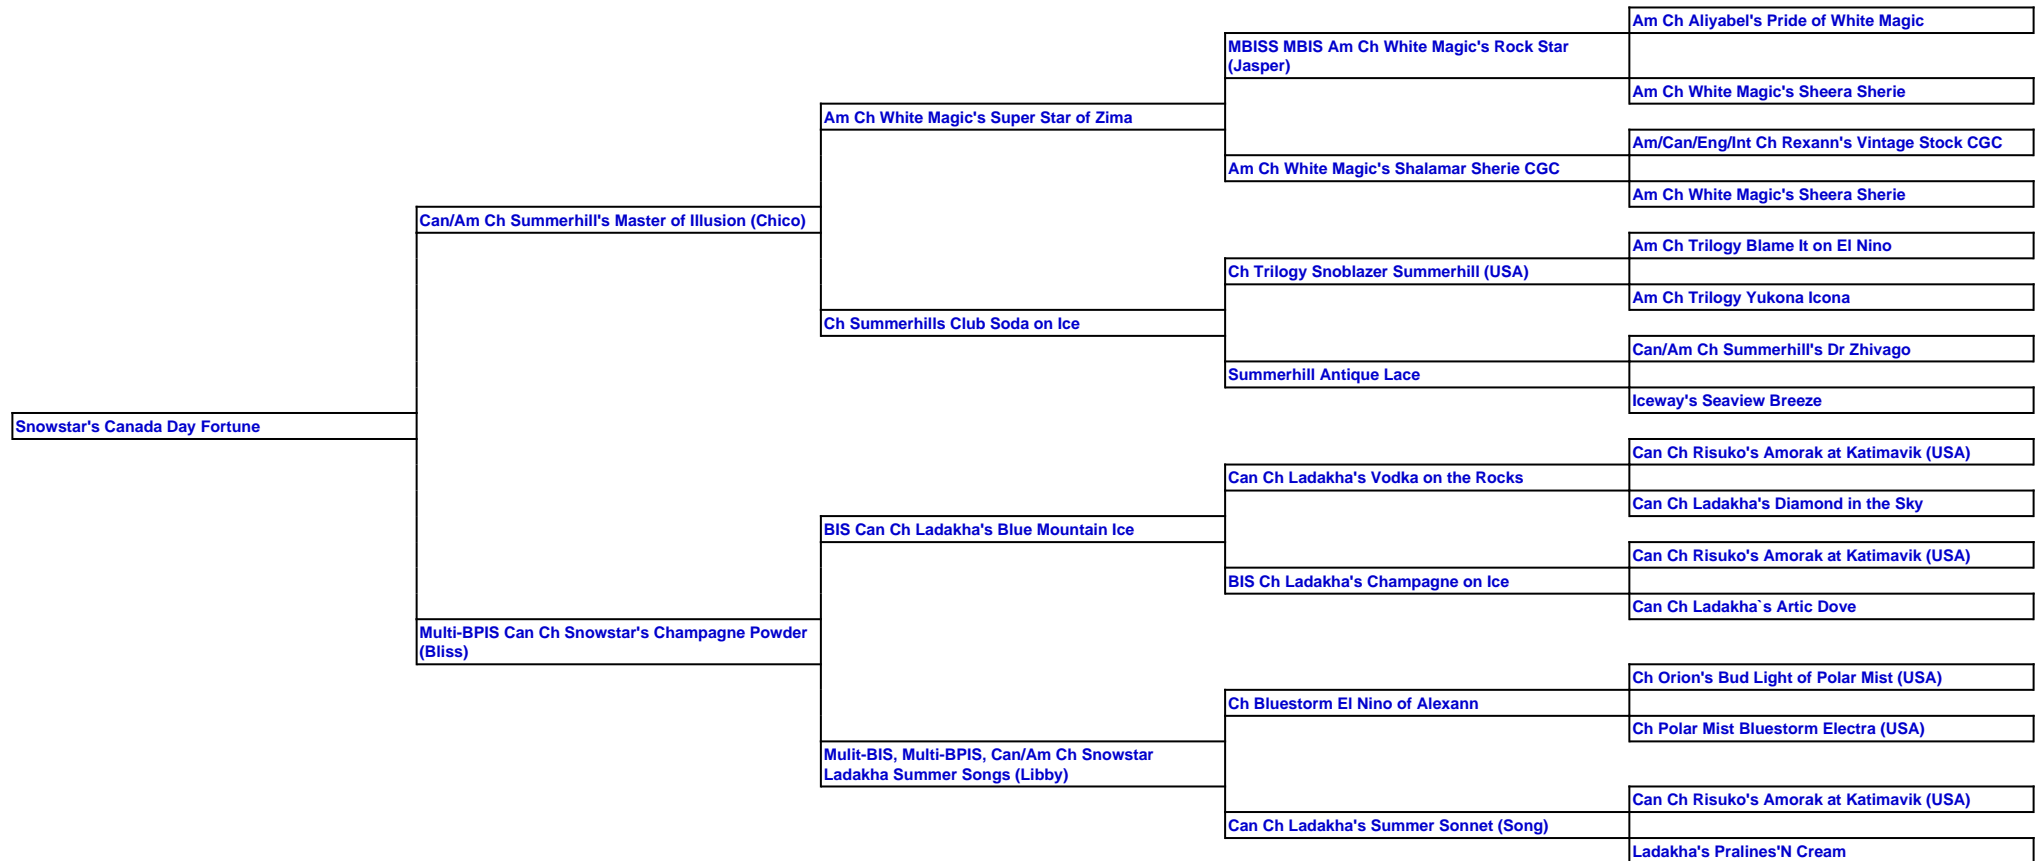 Am Ch Aliyabel's Pride of White Magic
MBISS MBIS Am Ch White Magic's Rock Star
(Jasper)
Am Ch White Magic's Sheera Sherie
Am Ch White Magic's Super Star of Zima
Am/Can/Eng/Int Ch Rexann's Vintage Stock CGC
Am Ch White Magic's Shalamar Sherie CGC
Am Ch White Magic's Sheera Sherie
Can/Am Ch Summerhill's Master of Illusion (Chico)
Am Ch Trilogy Blame It on El Nino
Ch Trilogy Snoblazer Summerhill (USA)
Am Ch Trilogy Yukona Icona
Ch Summerhills Club Soda on Ice
Can/Am Ch Summerhill's Dr Zhivago
Summerhill Antique Lace
Iceway's Seaview Breeze
Snowstar's Canada Day Fortune
Can Ch Risuko's Amorak at Katimavik (USA)
Can Ch Ladakha's Vodka on the Rocks
Can Ch Ladakha's Diamond in the Sky
BIS Can Ch Ladakha's Blue Mountain Ice
Can Ch Risuko's Amorak at Katimavik (USA)
BIS Ch Ladakha's Champagne on Ice
Can Ch Ladakha`s Artic Dove
Multi-BPIS Can Ch Snowstar's Champagne Powder
(Bliss)
Ch Orion's Bud Light of Polar Mist (USA)
Ch Bluestorm El Nino of Alexann
Ch Polar Mist Bluestorm Electra (USA)
Mulit-BIS, Multi-BPIS, Can/Am Ch Snowstar
Ladakha Summer Songs (Libby)
Can Ch Risuko's Amorak at Katimavik (USA)
Can Ch Ladakha's Summer Sonnet (Song)
Ladakha's Pralines'N Cream